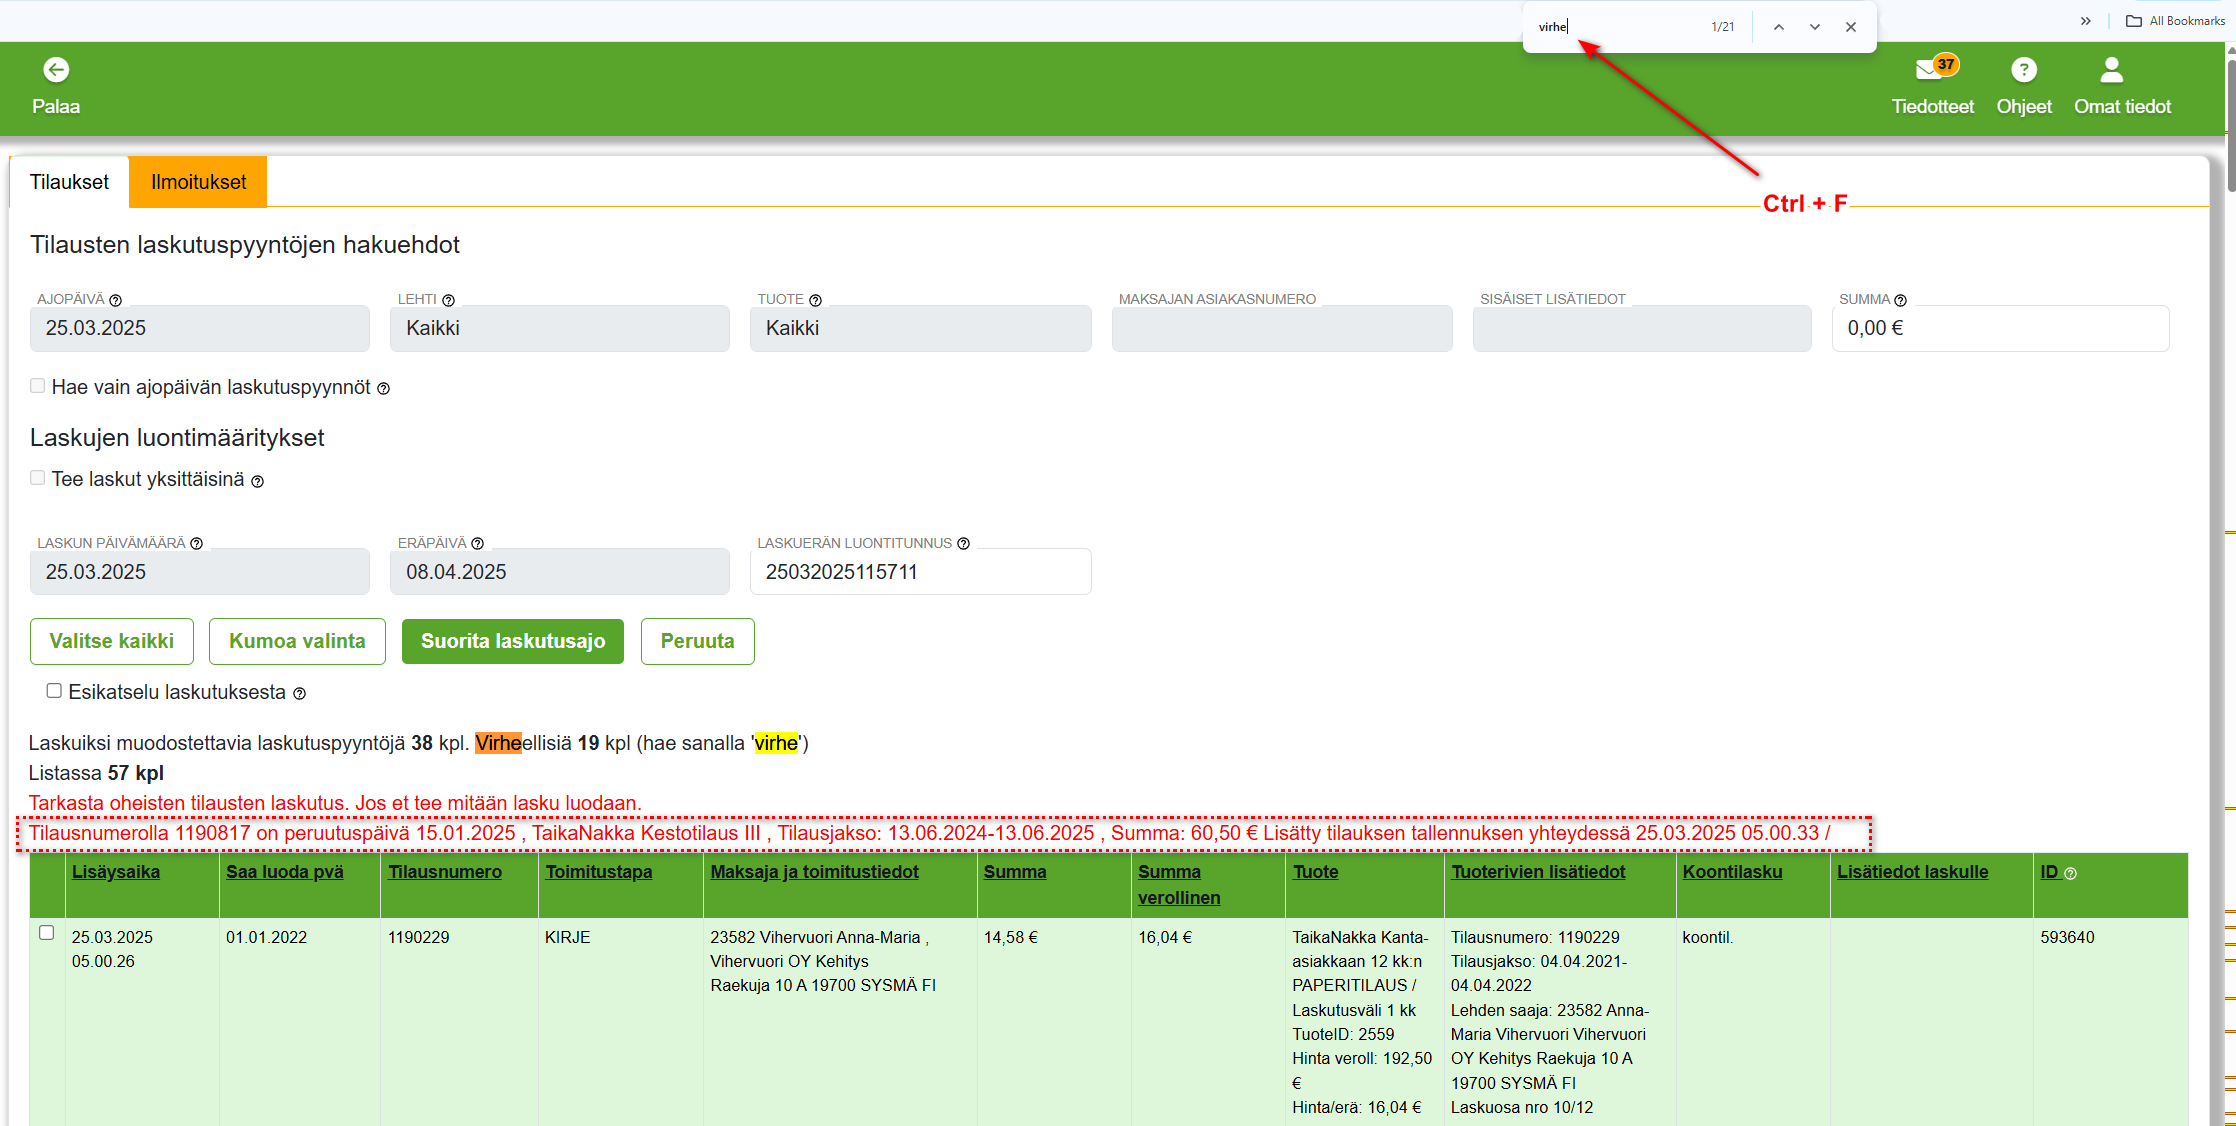 virhe 1/21
All Bookmarks
Palaa
37
Tiedotteet Ohjeet Omat tiedot
Ctrl + F
Tilaukset Ilmoitukset
Tilausten laskutuspyyntöjen hakuehdot
AJOPÄIVÄ LEHTI TUOTE MAKSAJAN ASIAKASNUMERO SISÄISET LISÄTIEDOT SUMMA
25.03.2025 Kaikki Kaikki 0,00 €
Hae vain ajopäivän laskutuspyynnöt
Laskujen luontimääritykset
Tee laskut yksittäisinä
LASKUN PÄIVÄMÄÄRÄ ERÄPÄIVÄ LASKUERÄN LUONTITUNNUS
25.03.2025 08.04.2025 25032025115711
Valitse kaikki Kumoa valinta Suorita laskutusajo Peruuta
Esikatselu laskutuksesta
Laskuiksi muodostettavia laskutuspyyntöjä 38 kpl. Virheellisiä 19 kpl (hae sanalla 'virhe')
Listassa 57 kpl
Tarkasta oheisten tilausten laskutus. Jos et tee mitään lasku luodaan.
Tilausnumerolla 1190817 on peruutuspäivä 15.01.2025 , TaikaNakka Kestotilaus III , Tilausjakso: 13.06.2024-13.06.2025 , Summa: 60,50 € Lisätty tilauksen tallennuksen yhteydessä 25.03.2025 05.00.33 /
Lisäysaika Saa luoda pvä Tilausnumero Toimitustapa Maksaja ja toimitustiedot Summa Summa verollinen Tuote Tuoterivien lisätiedot Koontilasku Lisätiedot laskulle ID
25.03.2025 01.01.2022 1190229 KIRJE 23582 Vihervuori Anna-Maria , 14,58 € 16,04 € TaikaNakka Kanta- Tilausnumero: 1190229 koontil. 593640
05.00.26 Vihervuori OY Kehitys asiakkaan 12 kk:n Tilausjakso: 04.04.2021-
Raekuja 10 A 19700 SYSMÄ FI PAPERITILAUS / 04.04.2022
Laskutusväli 1 kk Lehden saaja: 23582 Anna-
TuoteID: 2559 Maria Vihervuori Vihervuori
Hinta veroll: 192,50 OY Kehitys Raekuja 10 A
€ 19700 SYSMÄ FI
Hinta/erä: 16,04 € Laskuosa nro 10/12